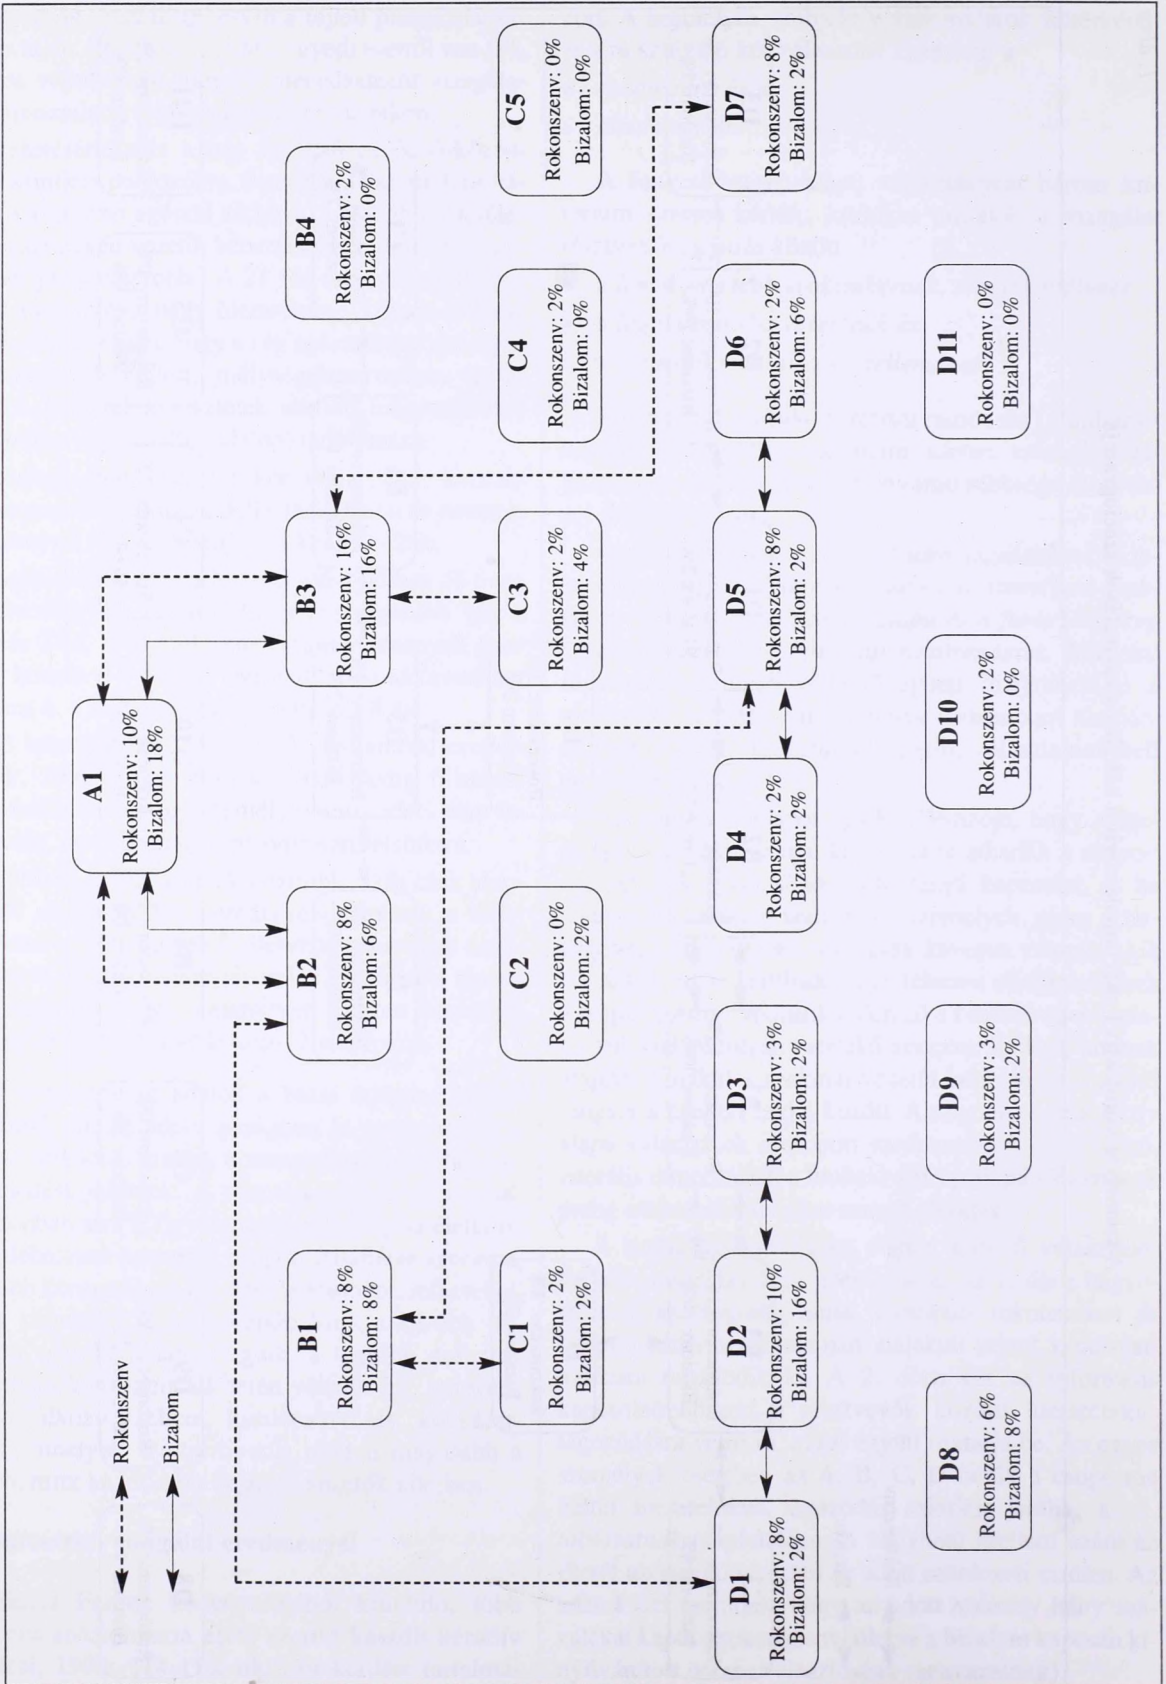 Rokonszenv
Bizalom
A1
Rokonszenv: 10%
Bizalom: 18%
B1
Rokonszenv: 8%
Bizalom: 8%
B2
Rokonszenv: 8%
Bizalom: 6%
B3
Rokonszenv: 16%
Bizalom: 16%
B4
Rokonszenv: 2%
Bizalom: 0%
C1
Rokonszenv: 2%
Bizalom: 2%
C2
Rokonszenv: 0%
Bizalom: 2%
C3
Rokonszenv: 2%
Bizalom: 4%
C4
Rokonszenv: 2%
Bizalom: 0%
C5
Rokonszenv: 0%
Bizalom: 0%
D1
Rokonszenv: 8%
Bizalom: 2%
D2
Rokonszenv: 10%
Bizalom: 16%
D3
Rokonszenv: 3%
Bizalom: 2%
D4
Rokonszenv: 2%
Bizalom: 2%
D5
Rokonszenv: 8%
Bizalom: 2%
D6
Rokonszenv: 2%
Bizalom: 6%
D7
Rokonszenv: 8%
Bizalom: 2%
D8
Rokonszenv: 6%
Bizalom: 8%
D9
Rokonszenv: 3%
Bizalom: 2%
D10
Rokonszenv: 2%
Bizalom: 0%
D11
Rokonszenv: 0%
Bizalom: 0%